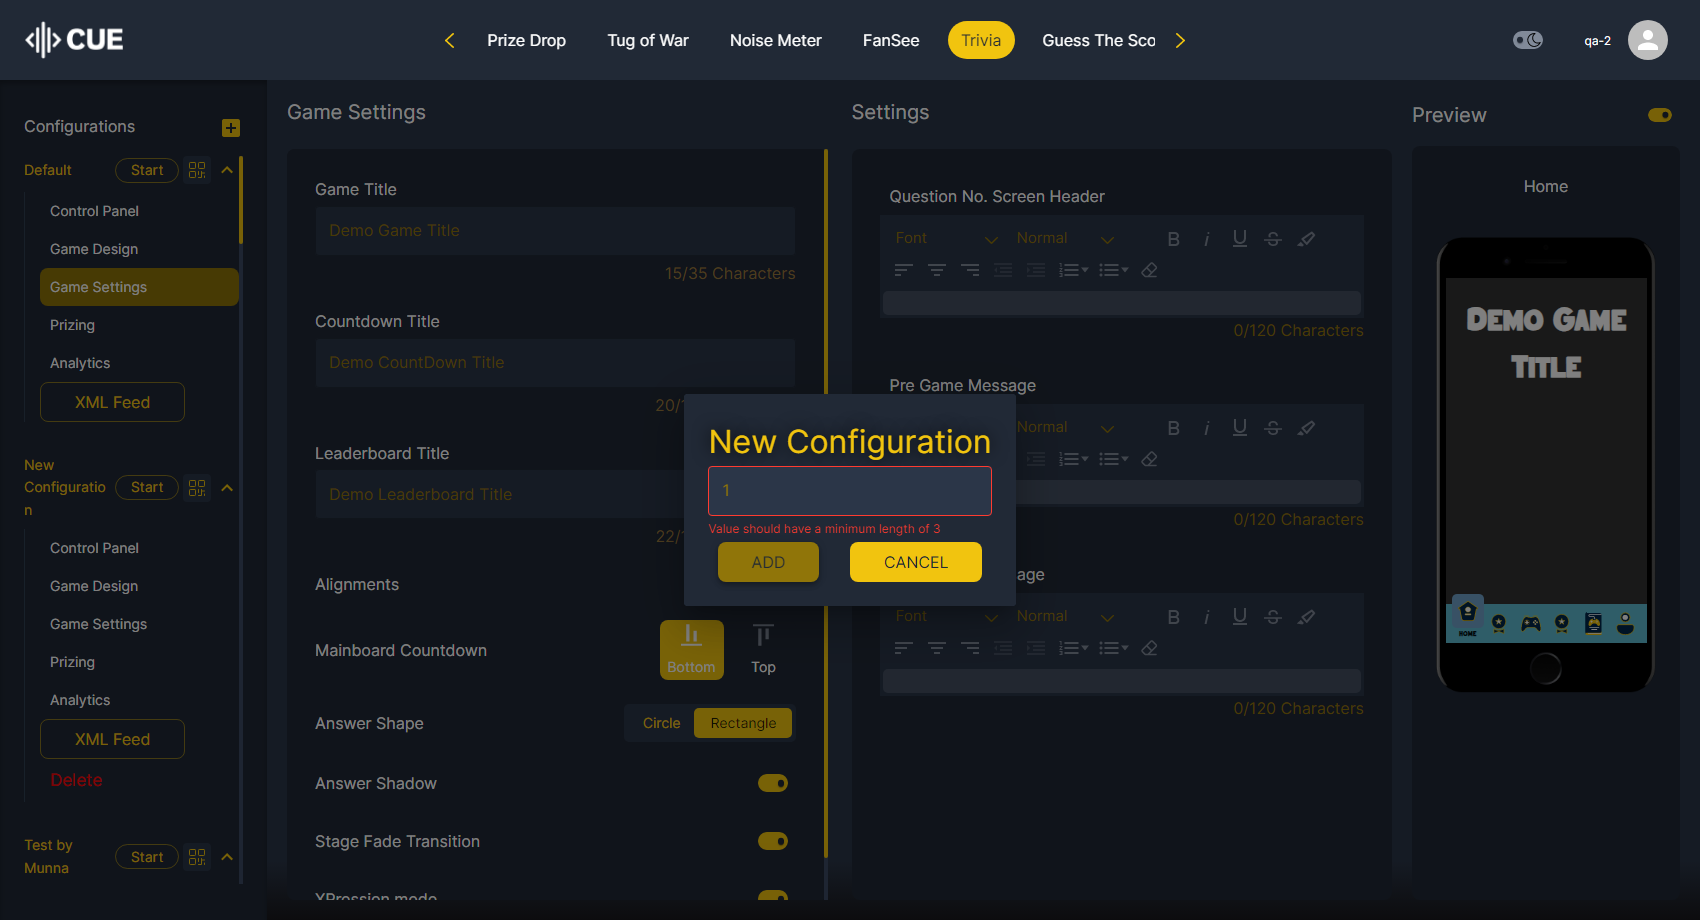 CUE
Prize Drop
Tug of War
Noise Meter
FanSee
Trivia
Guess The Sco
qa-2
Configurations
Default
Start
Control Panel
Game Design
Game Settings
Prizing
Analytics
XML Feed
New
Configuratio
n
Start
Control Panel
Game Design
Game Settings
Prizing
Analytics
XML Feed
Delete
Test by
Munna
Start
Game Settings
Game Title
Demo Game Title
15/35 Characters
Countdown Title
Demo CountDown Title
20/
Leaderboard Title
Demo Leaderboard Title
22/
Alignments
Mainboard Countdown
Bottom
Top
Answer Shape
Circle
Rectangle
Answer Shadow
Stage Fade Transition
XPression mode
New Configuration
1
Value should have a minimum length of 3
ADD
CANCEL
Settings
Question No. Screen Header
Font
Normal
0/120 Characters
Pre Game Message
Normal
0/120 Characters
age
Font
Normal
0/120 Characters
Preview
Home
DEMO GAME
TITLE
HOME